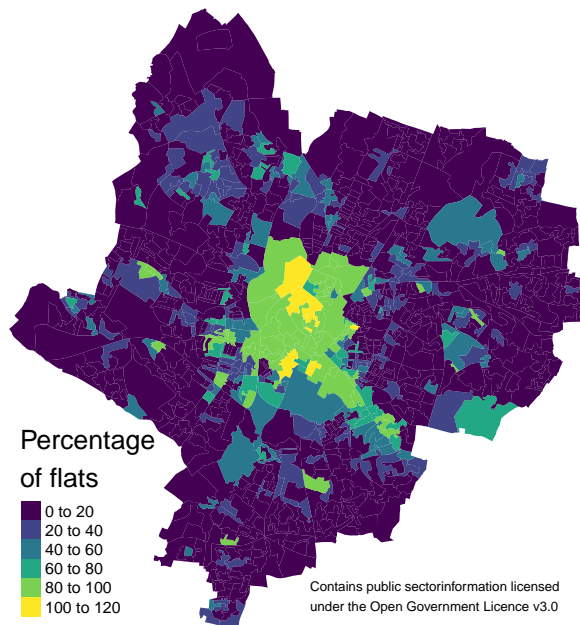 Percentage
of flats
0 to 20
20 to 40
40 to 60
60 to 80
80 to 100
100 to 120
Contains public sectorinformation licensed
under the Open Government Licence v3.0